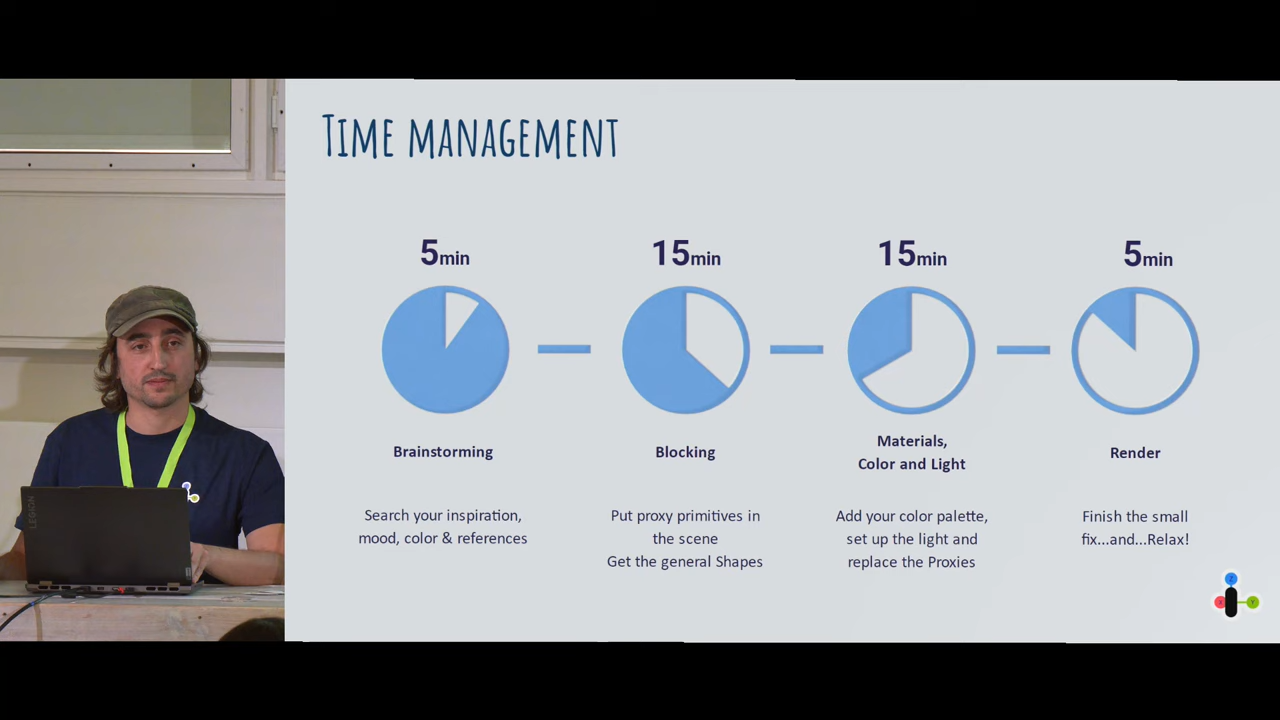 TIME MANAGEMENT
5min
15min
15min
5min
Brainstorming
Blocking
Materials,
Color and Light
Render
Search your inspiration,
mood, color & references
Put proxy primitives in
the scene
Get the general Shapes
Add your color palette,
set up the light and
replace the Proxies
Finish the small
fix...and...Relax!
LEGION
Z
Y